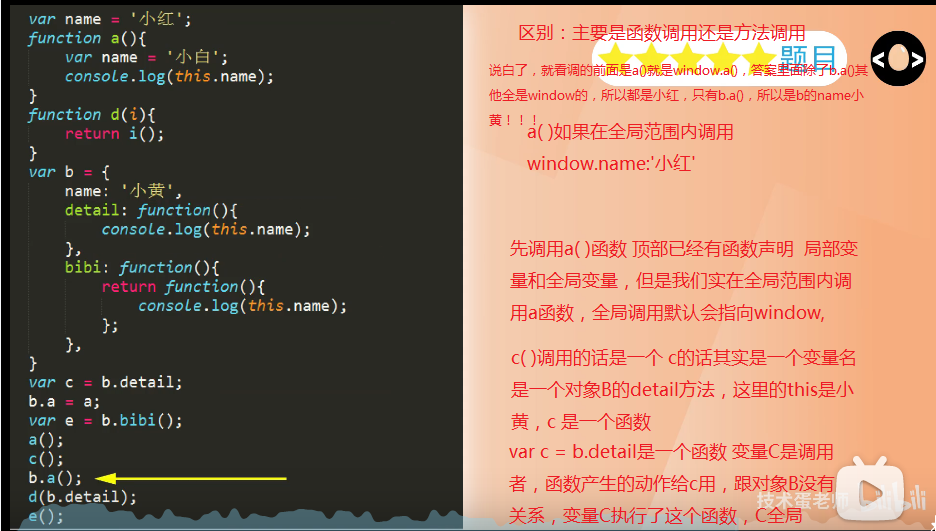 var name = '小红';
function a(){
var name = '小白';
console.log(this.name);
}
function d(i){
return i();
}
var b = {
name: '小黄',
detail: function(){
console.log(this.name);
},
bibi: function(){
return function(){
console.log(this.name);
};
},
}
var c = b.detail;
b.a = a;
var e = b.bibi();
a();
c();
b.a();
d(b.detail);
e();
区别：主要是函数调用还是方法调用
题目
< >
说白了，就看调的前面是a()就是window.a()，答案里面除了b.a()其
他全是window的，所以都是小红，只有b.a()，所以是b的name小
黄！！！
a( )如果在全局范围内调用
window.name:'小红'
先调用a( )函数 顶部已经有函数声明 局部变
量和全局变量，但是我们实在全局范围内调
用a函数，全局调用默认会指向window,
c( )调用的话是一个 c的话其实是一个变量名
是一个对象B的detail方法，这里的this是小
黄，c 是一个函数
var c = b.detail是一个函数 变量C是调用
者，函数产生的动作给c用，跟对象B没有
关系，变量C执行了这个函数，C全局
技术蛋老师
bilibili